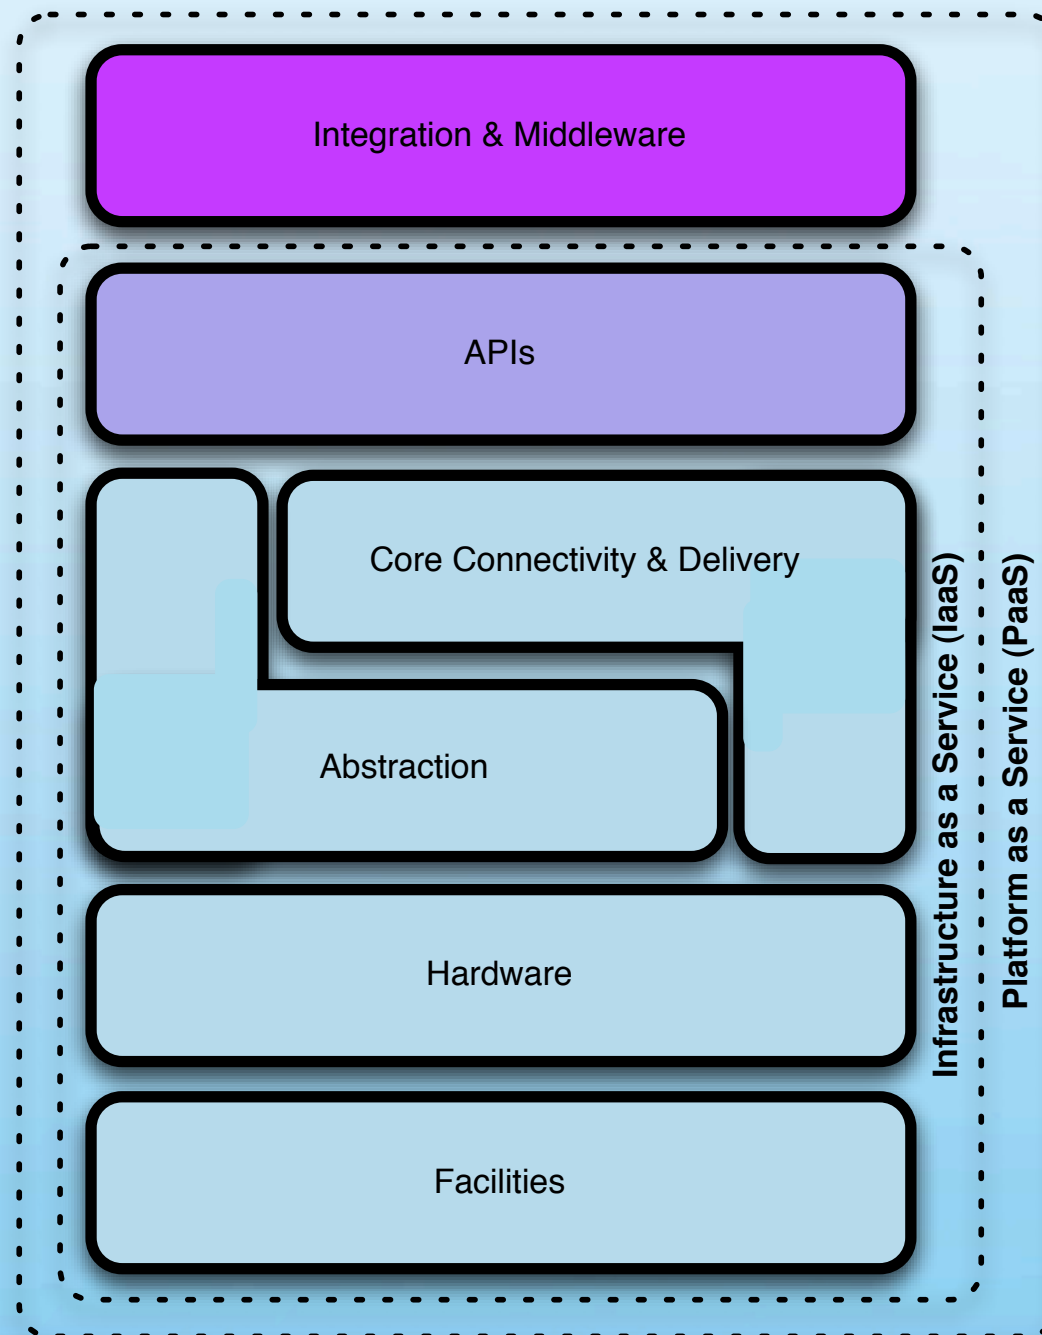 Integration & Middleware
APIs
Core Connectivity & Delivery
Abstraction
Hardware
Facilities
Infrastructure as a Service (IaaS)
Platform as a Service (PaaS)